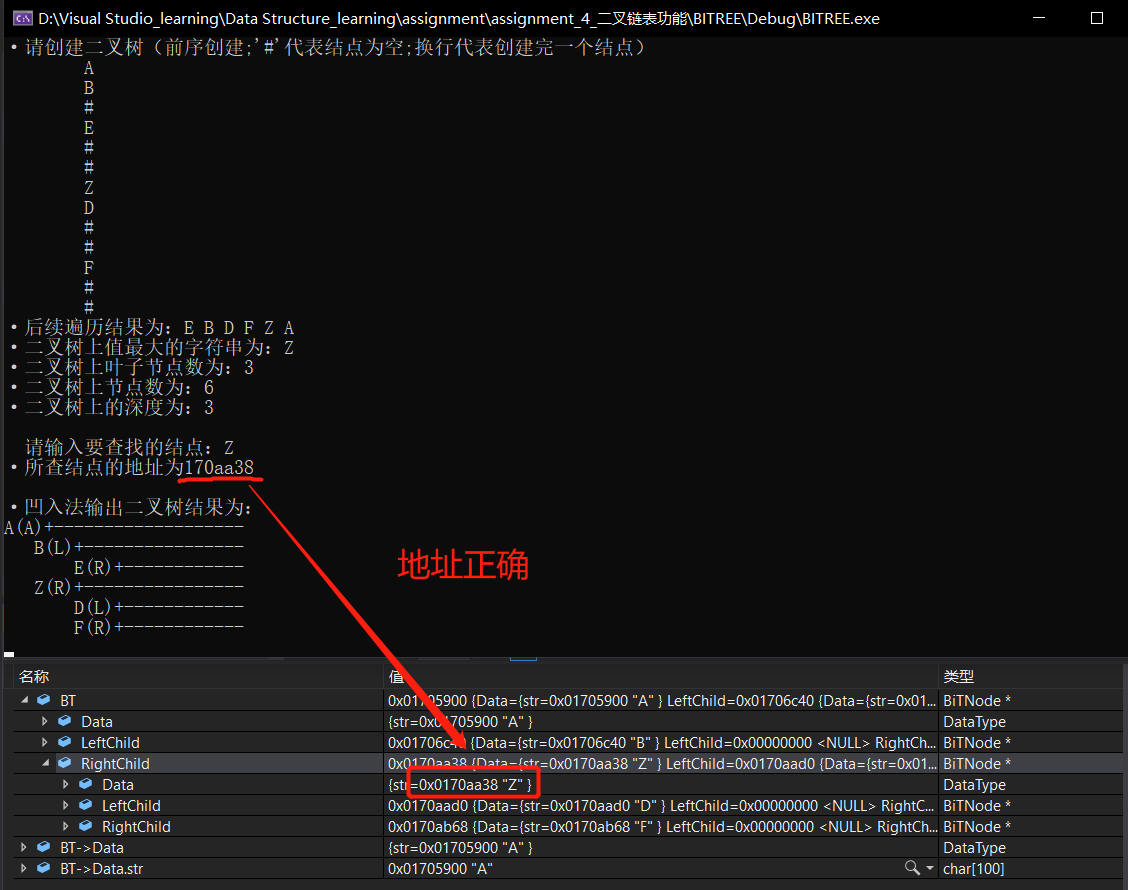 D:\Visual Studio_learning\Data Structure_learning\assignment\assignment_4_二叉链表功能\BITREE\Debug\BITREE.exe
·请创建二叉树（前序创建;'#'代表结点为空;换行代表创建完一个结点）
A
B
#
E
#
#
Z
D
#
#
F
#
#
·后续遍历结果为：E B D F Z A
·二叉树上值最大的字符串为：Z
·二叉树上叶子节点数为：3
·二叉树上节点数为：6
·二叉树上的深度为：3
请输入要查找的结点：Z
·所查结点的地址为170aa38
·凹入法输出二叉树结果为：
A(A)+-------------------
B(L)+----------------
E(R)+------------
Z(R)+----------------
D(L)+------------
F(R)+------------
地址正确
名称 值 类型
BT 0x01705900 {Data={str=0x01705900 "A" } LeftChild=0x01706c40 {Data={str=0x01... BiTNode *
Data {str=0x01705900 "A" } DataType
LeftChild 0x01706c40 {Data={str=0x01706c40 "B" } LeftChild=0x00000000 <NULL> RightCh... BiTNode *
RightChild 0x0170aa38 {Data={str=0x0170aa38 "Z" } LeftChild=0x0170aad0 {Data={str=0x01... BiTNode *
Data {str=0x0170aa38 "Z" } DataType
LeftChild 0x0170aad0 {Data={str=0x0170aad0 "D" } LeftChild=0x00000000 <NULL> RightC... BiTNode *
RightChild 0x0170ab68 {Data={str=0x0170ab68 "F" } LeftChild=0x00000000 <NULL> RightCh... BiTNode *
BT->Data {str=0x01705900 "A" } DataType
BT->Data.str 0x01705900 "A" char[100]